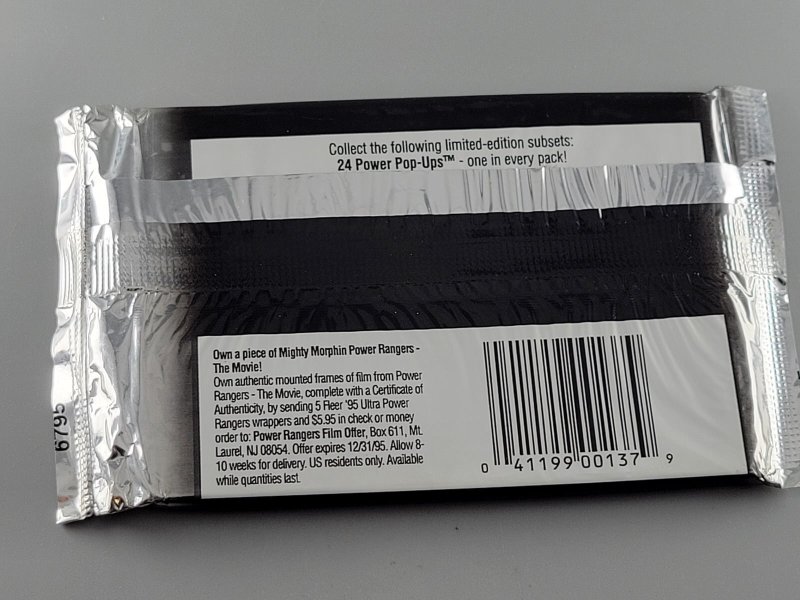 Collect the following limited-edition subsets:
24 Power Pop-Ups™ - one in every pack!
Own a piece of Mighty Morphin Power Rangers -
The Movie!
Own authentic mounted frames of film from Power
Rangers - The Movie, complete with a Certificate of
Authenticity, by sending 5 Fleer '95 Ultra Power
Rangers wrappers and $5.95 in check or money
order to: Power Rangers Film Offer, Box 611, Mt.
Laurel, NJ 08054. Offer expires 12/31/95. Allow 8-
10 weeks for delivery. US residents only. Available
while quantities last.
0 41199 00137 9
6795